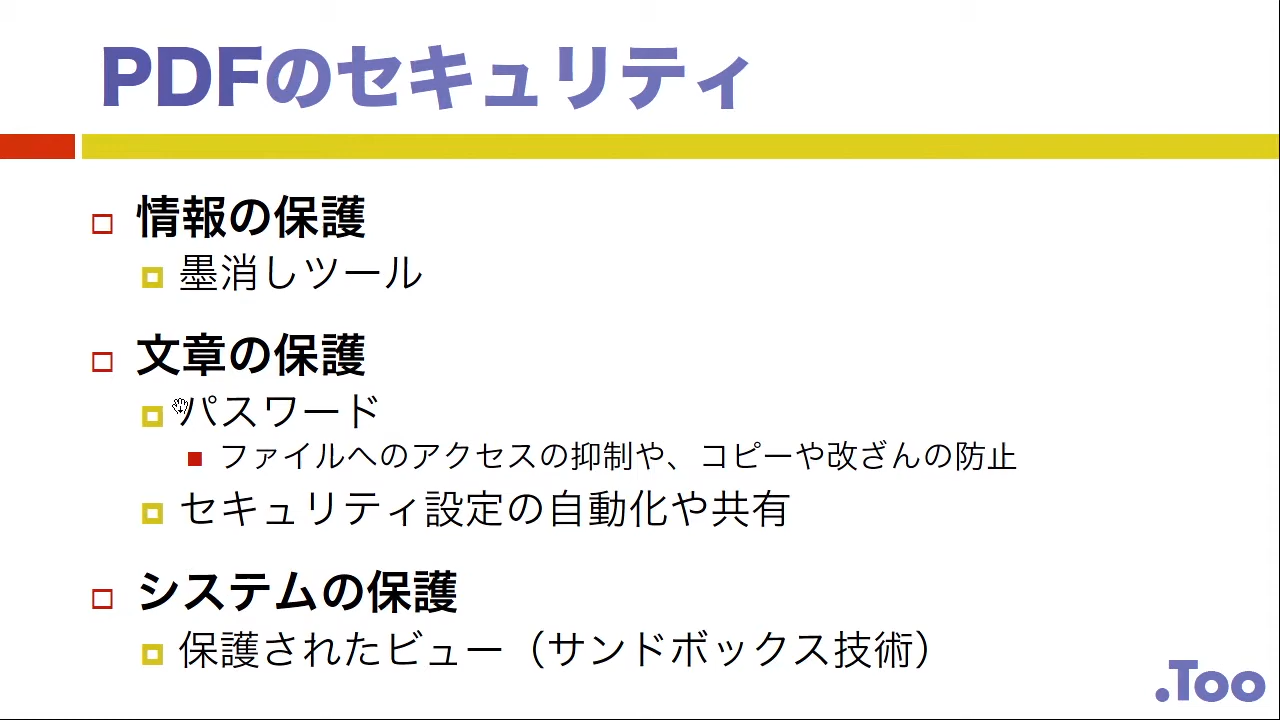 PDFのセキュリティ
情報の保護
墨消しツール
文章の保護
パスワード
ファイルへのアクセスの抑制や、コピーや改ざんの防止
セキュリティ設定の自動化や共有
システムの保護
保護されたビュー（サンドボックス技術）
.Too